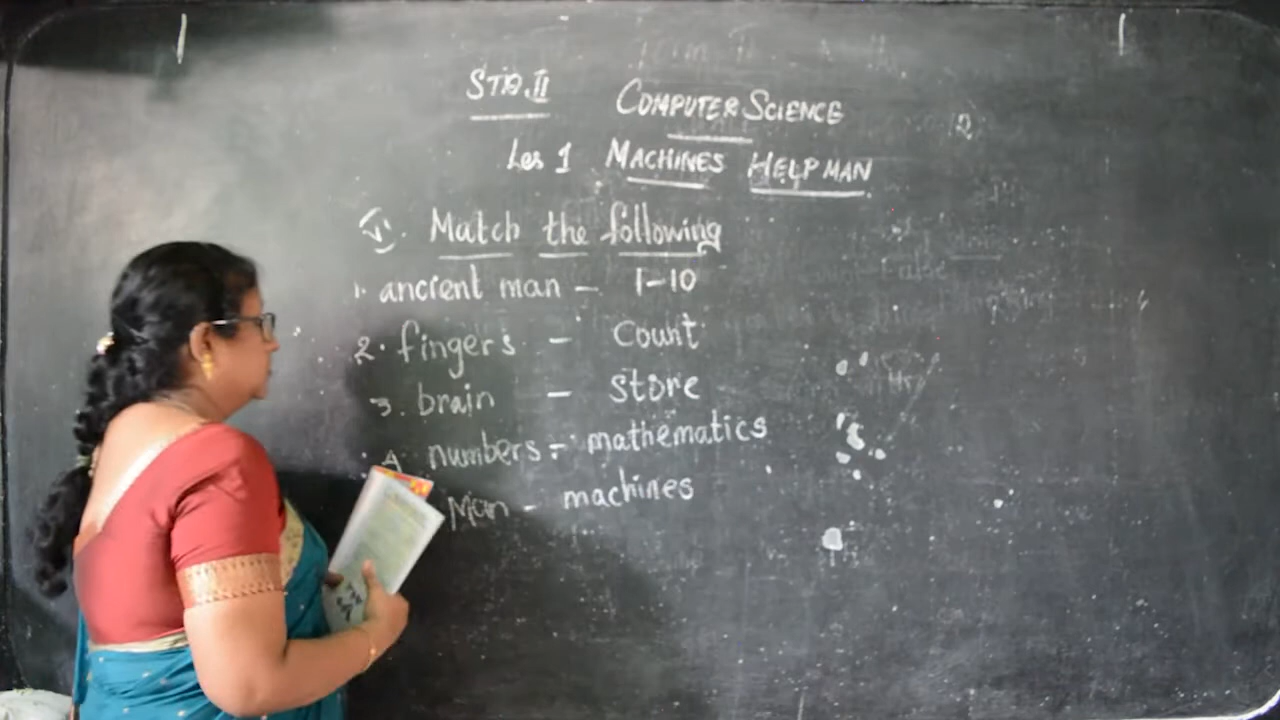 STD.II COMPUTER SCIENCE
Les 1 MACHINES HELP MAN
V. Match the following
1. ancient man - 1-10
2. fingers - Count
3. brain - store
4. numbers - mathematics
Man - machines